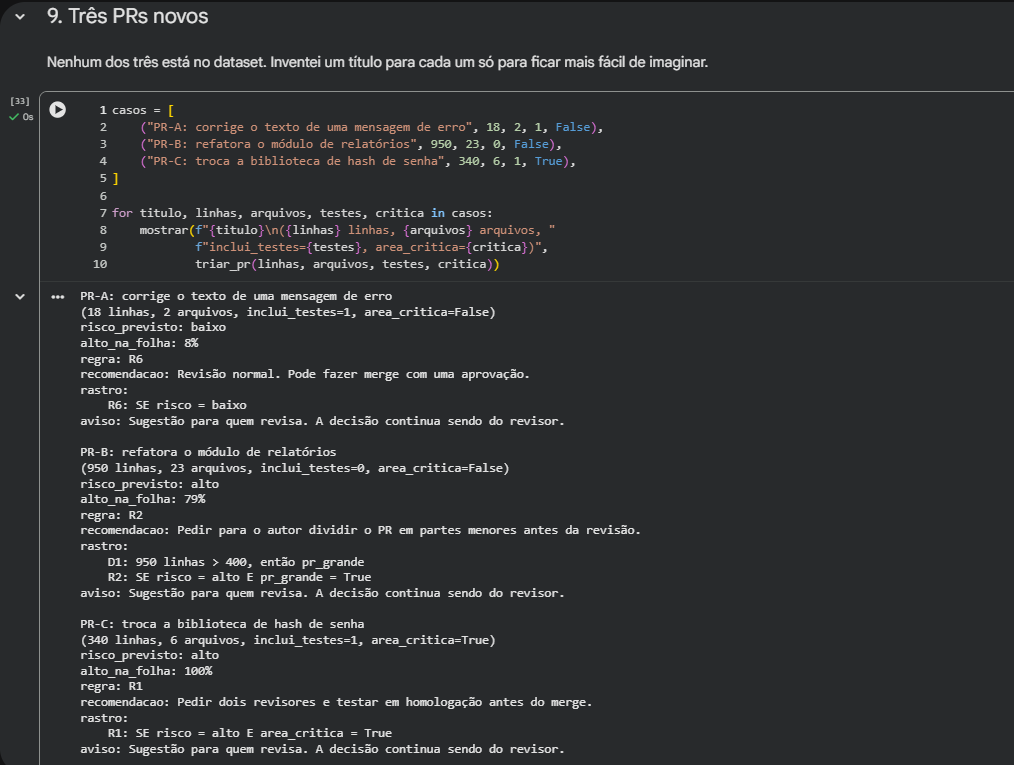 9. Três PRs novos
Nenhum dos três está no dataset. Inventei um título para cada um só para ficar mais fácil de imaginar.
[33]
0s
1 casos = [
2     ("PR-A: corrige o texto de uma mensagem de erro", 18, 2, 1, False),
3     ("PR-B: refatora o módulo de relatórios", 950, 23, 0, False),
4     ("PR-C: troca a biblioteca de hash de senha", 340, 6, 1, True),
5 ]
6
7 for titulo, linhas, arquivos, testes, critica in casos:
8     mostrar(f"{titulo}\n({linhas} linhas, {arquivos} arquivos, "
9             f"inclui_testes={testes}, area_critica={critica})",
10             triar_pr(linhas, arquivos, testes, critica))
PR-A: corrige o texto de uma mensagem de erro
(18 linhas, 2 arquivos, inclui_testes=1, area_critica=False)
risco_previsto: baixo
alto_na_folha: 8%
regra: R6
recomendacao: Revisão normal. Pode fazer merge com uma aprovação.
rastro:
    R6: SE risco = baixo
aviso: Sugestão para quem revisa. A decisão continua sendo do revisor.
PR-B: refatora o módulo de relatórios
(950 linhas, 23 arquivos, inclui_testes=0, area_critica=False)
risco_previsto: alto
alto_na_folha: 79%
regra: R2
recomendacao: Pedir para o autor dividir o PR em partes menores antes da revisão.
rastro:
    D1: 950 linhas > 400, então pr_grande
    R2: SE risco = alto E pr_grande = True
aviso: Sugestão para quem revisa. A decisão continua sendo do revisor.
PR-C: troca a biblioteca de hash de senha
(340 linhas, 6 arquivos, inclui_testes=1, area_critica=True)
risco_previsto: alto
alto_na_folha: 100%
regra: R1
recomendacao: Pedir dois revisores e testar em homologação antes do merge.
rastro:
    R1: SE risco = alto E area_critica = True
aviso: Sugestão para quem revisa. A decisão continua sendo do revisor.